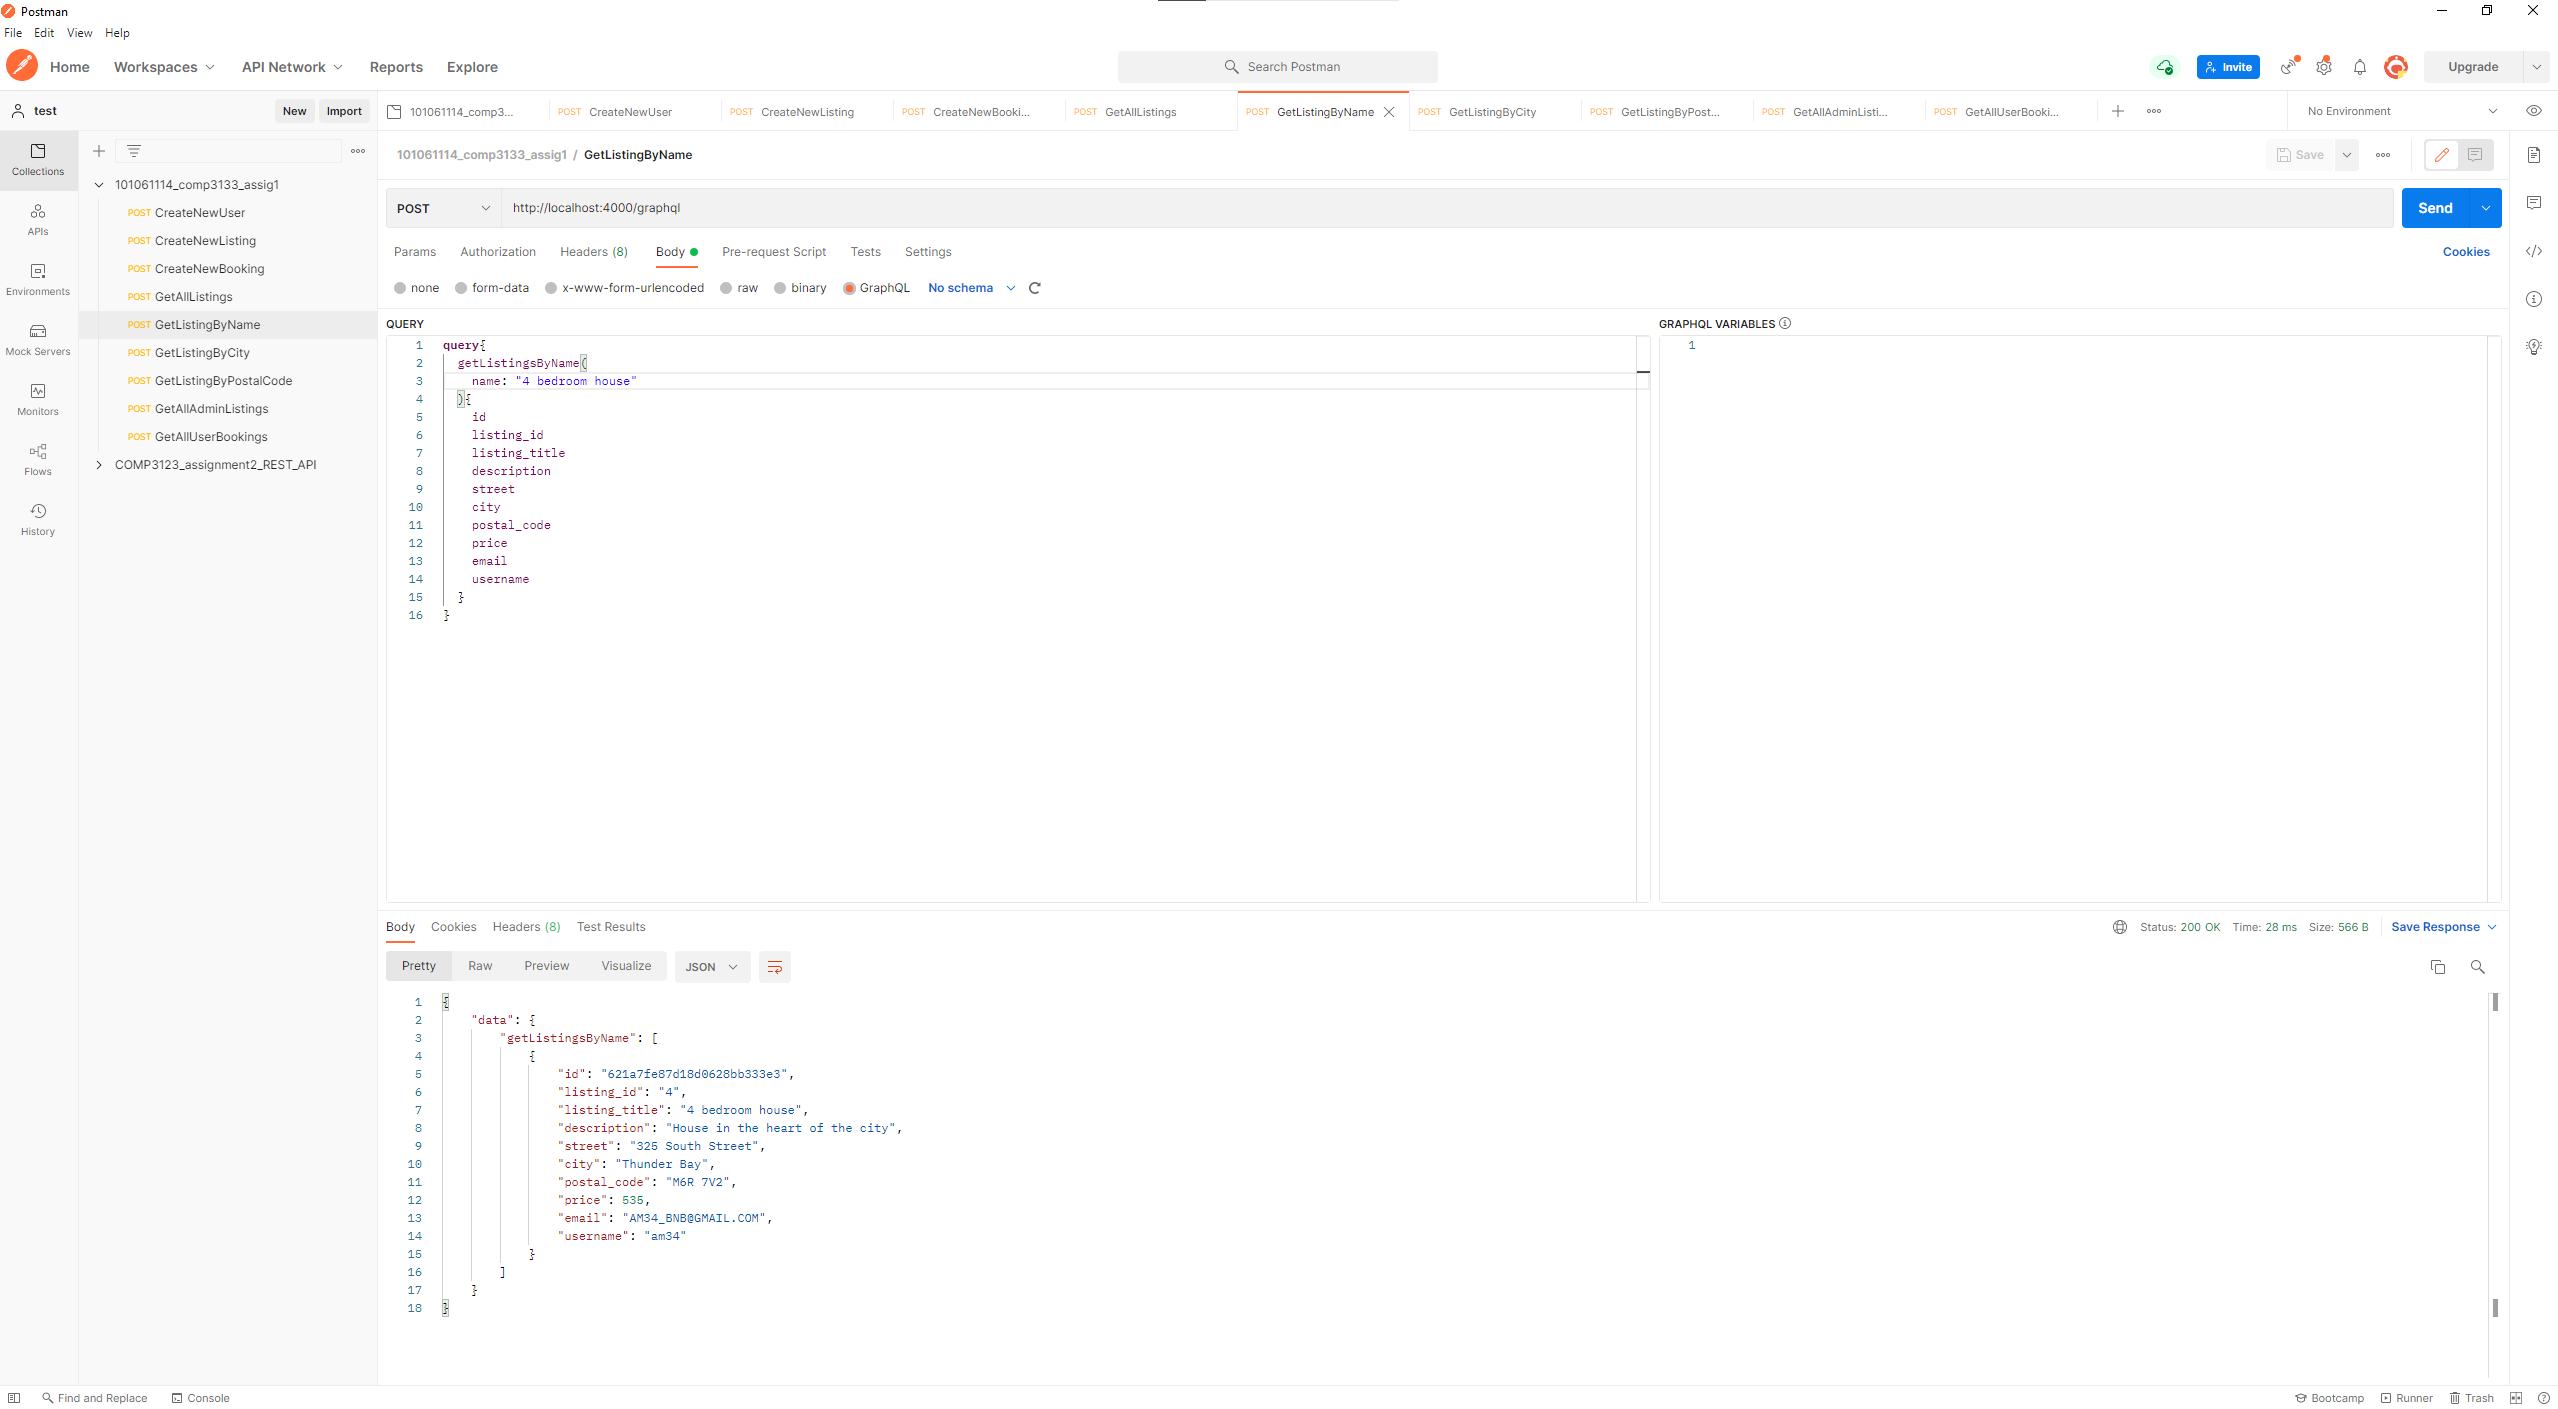 Postman
File Edit View Help
Home Workspaces API Network Reports Explore Search Postman Invite Upgrade
test New Import 101061114_comp3... POST CreateNewUser POST CreateNewListing POST CreateNewBooki... POST GetAllListings POST GetListingByName POST GetListingByCity POST GetListingByPost... POST GetAllAdminListi... POST GetAllUserBooki... No Environment
Collections
APIs
Environments
Mock Servers
Monitors
Flows
History
101061114_comp3133_assig1
POST CreateNewUser
POST CreateNewListing
POST CreateNewBooking
POST GetAllListings
POST GetListingByName
POST GetListingByCity
POST GetListingByPostalCode
POST GetAllAdminListings
POST GetAllUserBookings
COMP3123_assignment2_REST_API
101061114_comp3133_assig1 / GetListingByName Save
POST http://localhost:4000/graphql Send
Params Authorization Headers (8) Body Pre-request Script Tests Settings Cookies
none form-data x-www-form-urlencoded raw binary GraphQL No schema
QUERY
1 query{
2 getListingsByName(
3 name: "4 bedroom house"
4 ){
5 id
6 listing_id
7 listing_title
8 description
9 street
10 city
11 postal_code
12 price
13 email
14 username
15 }
16 }
GRAPHQL VARIABLES
1
Body Cookies Headers (8) Test Results Status: 200 OK Time: 28 ms Size: 566 B Save Response
Pretty Raw Preview Visualize JSON
1 {
2 "data": {
3 "getListingsByName": [
4 {
5 "id": "621a7fe87d18d0628bb333e3",
6 "listing_id": "4",
7 "listing_title": "4 bedroom house",
8 "description": "House in the heart of the city",
9 "street": "325 South Street",
10 "city": "Thunder Bay",
11 "postal_code": "M6R 7V2",
12 "price": 535,
13 "email": "AM34_BNB@GMAIL.COM",
14 "username": "am34"
15 }
16 ]
17 }
18 }
Find and Replace Console Bootcamp Runner Trash